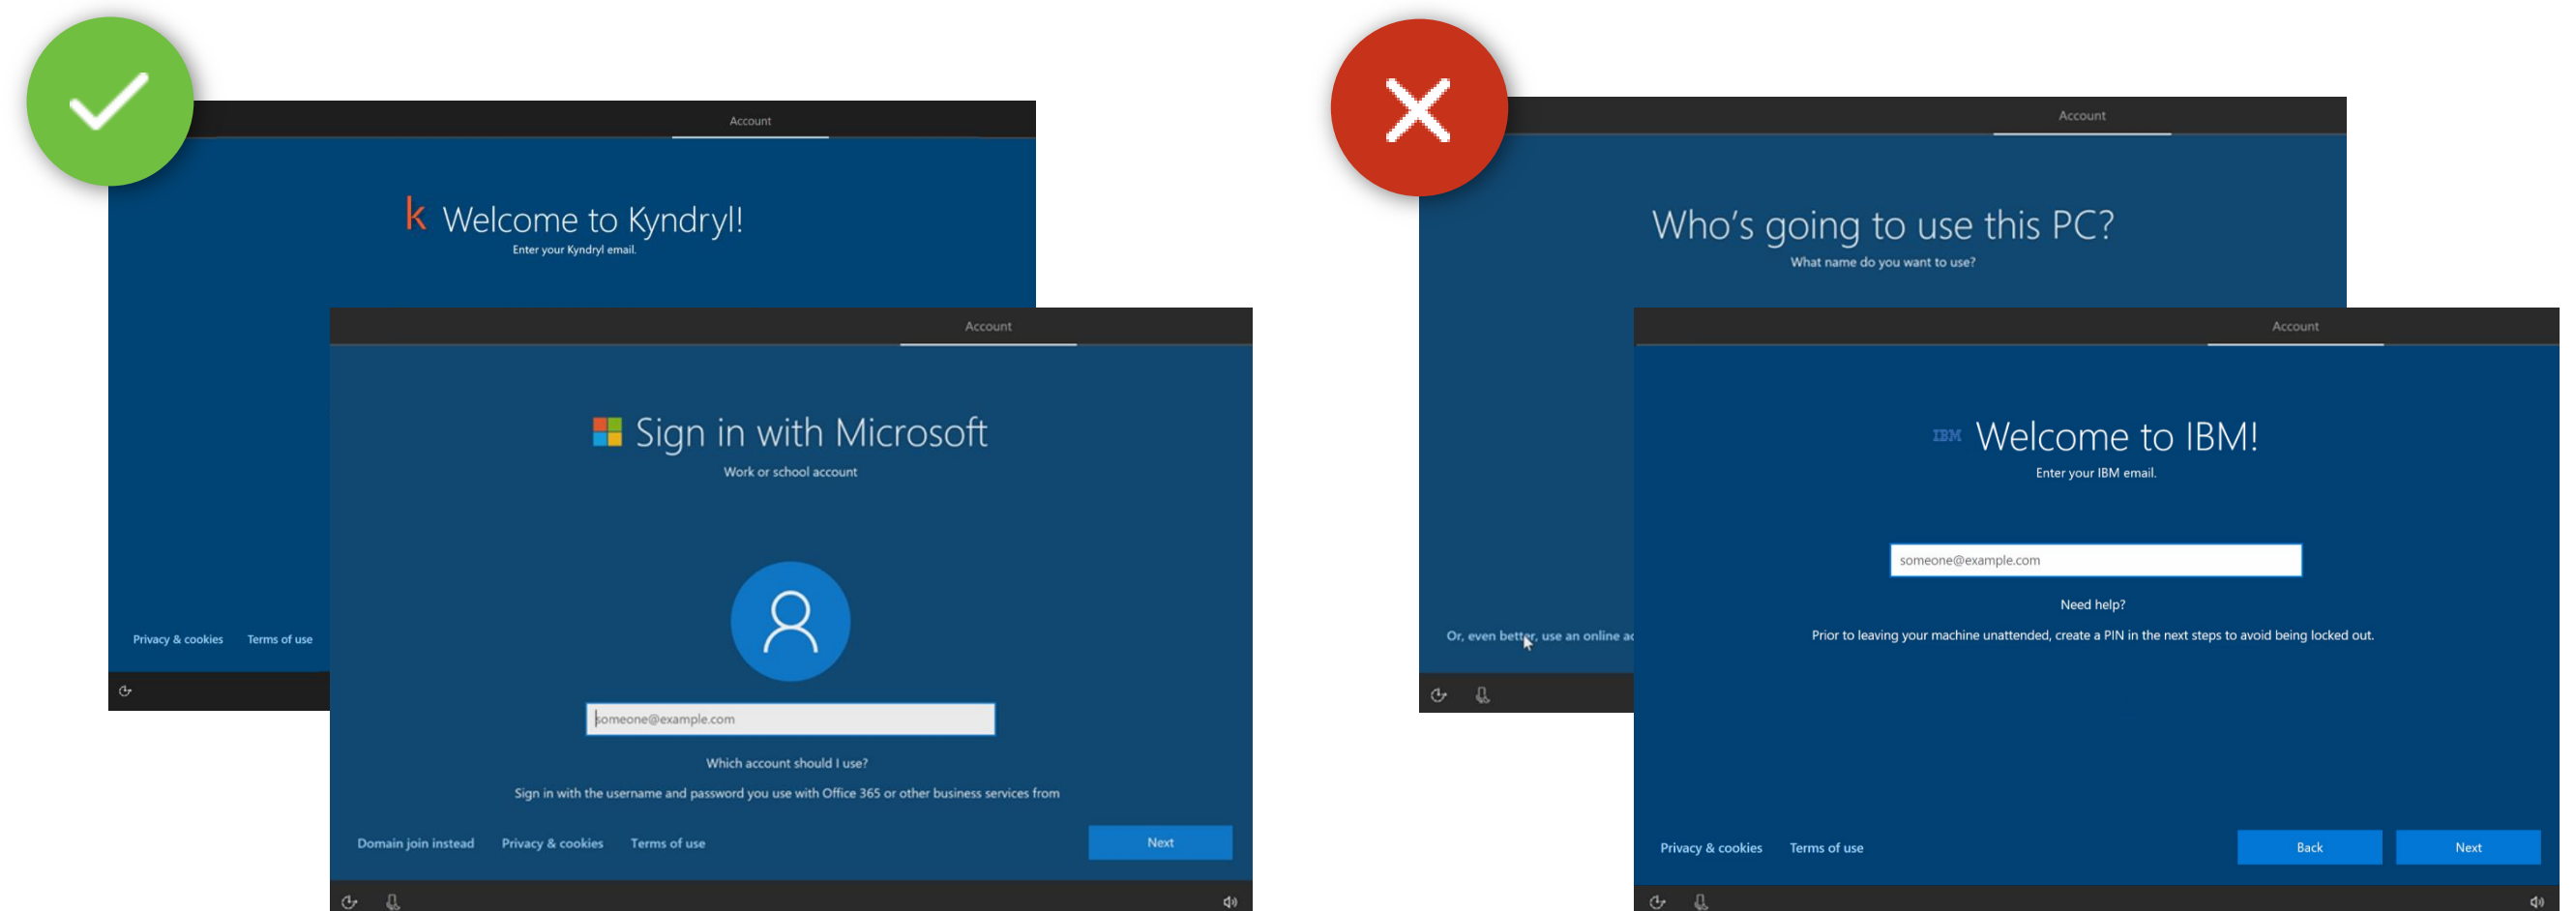 Account
k Welcome to Kyndryl!
Enter your Kyndryl email.
Privacy & cookies Terms of use
Account
Sign in with Microsoft
Work or school account
someone@example.com
Which account should I use?
Sign in with the username and password you use with Office 365 or other business services from
Domain join instead Privacy & cookies Terms of use Next
Account
Who's going to use this PC?
What name do you want to use?
Or, even better, use an online
Account
IBM Welcome to IBM!
Enter your IBM email.
someone@example.com
Need help?
Prior to leaving your machine unattended, create a PIN in the next steps to avoid being locked out.
Privacy & cookies Terms of use Back Next